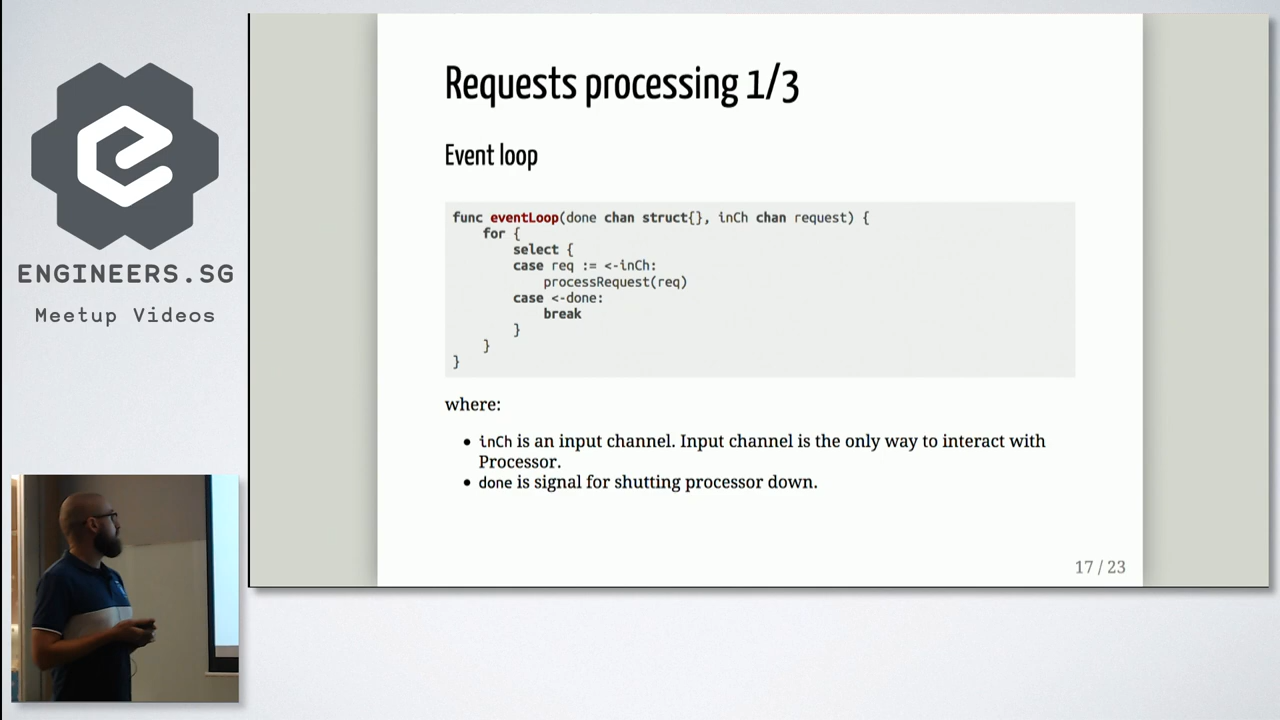 ENGINEERS.SG
Meetup Videos
Requests processing 1/3
Event loop
func eventLoop(done chan struct{}, inCh chan request) {
    for {
        select {
        case req := <-inCh:
            processRequest(req)
        case <-done:
            break
        }
    }
}
where:
• inCh is an input channel. Input channel is the only way to interact with
Processor.
• done is signal for shutting processor down.
17 / 23